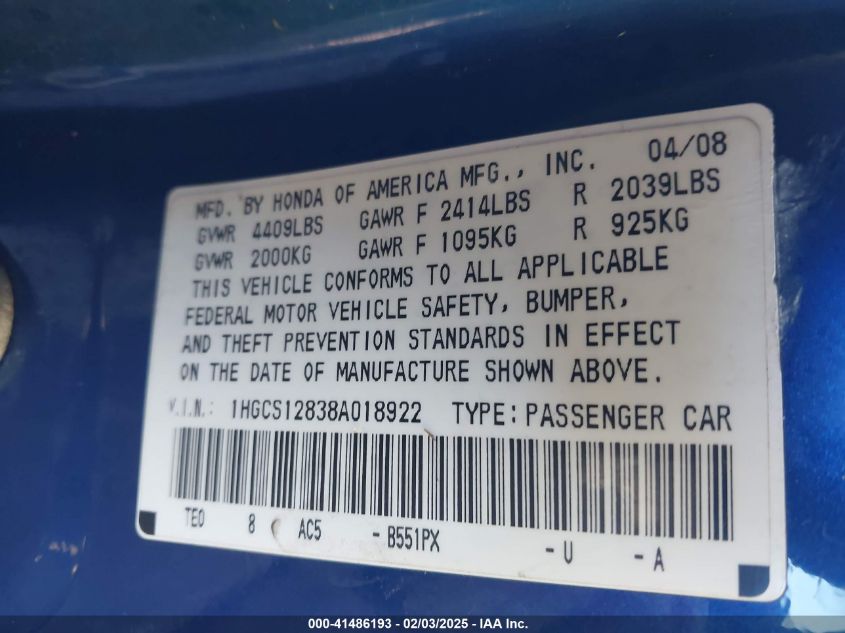 MFD. BY HONDA OF AMERICA MFG., INC. 04/08
GVWR 4409LBS GAWR F 2414LBS R 2039LBS
GVWR 2000KG GAWR F 1095KG R 925KG
THIS VEHICLE CONFORMS TO ALL APPLICABLE
FEDERAL MOTOR VEHICLE SAFETY, BUMPER,
AND THEFT PREVENTION STANDARDS IN EFFECT
ON THE DATE OF MANUFACTURE SHOWN ABOVE.
V.I.N.: 1HGCS12838A018922 TYPE:PASSENGER CAR
TE0 8 AC5 - B551PX - U - A
000-41486193 - 02/03/2025 - IAA Inc.